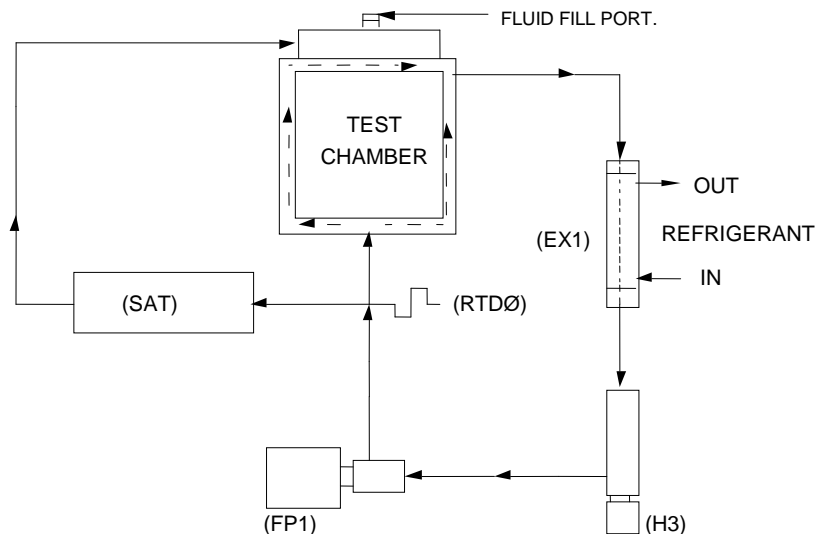 FLUID FILL PORT.
TEST
CHAMBER
OUT
(EX1)
REFRIGERANT
IN
(SAT)
(RTDØ)
(FP1)
(H3)